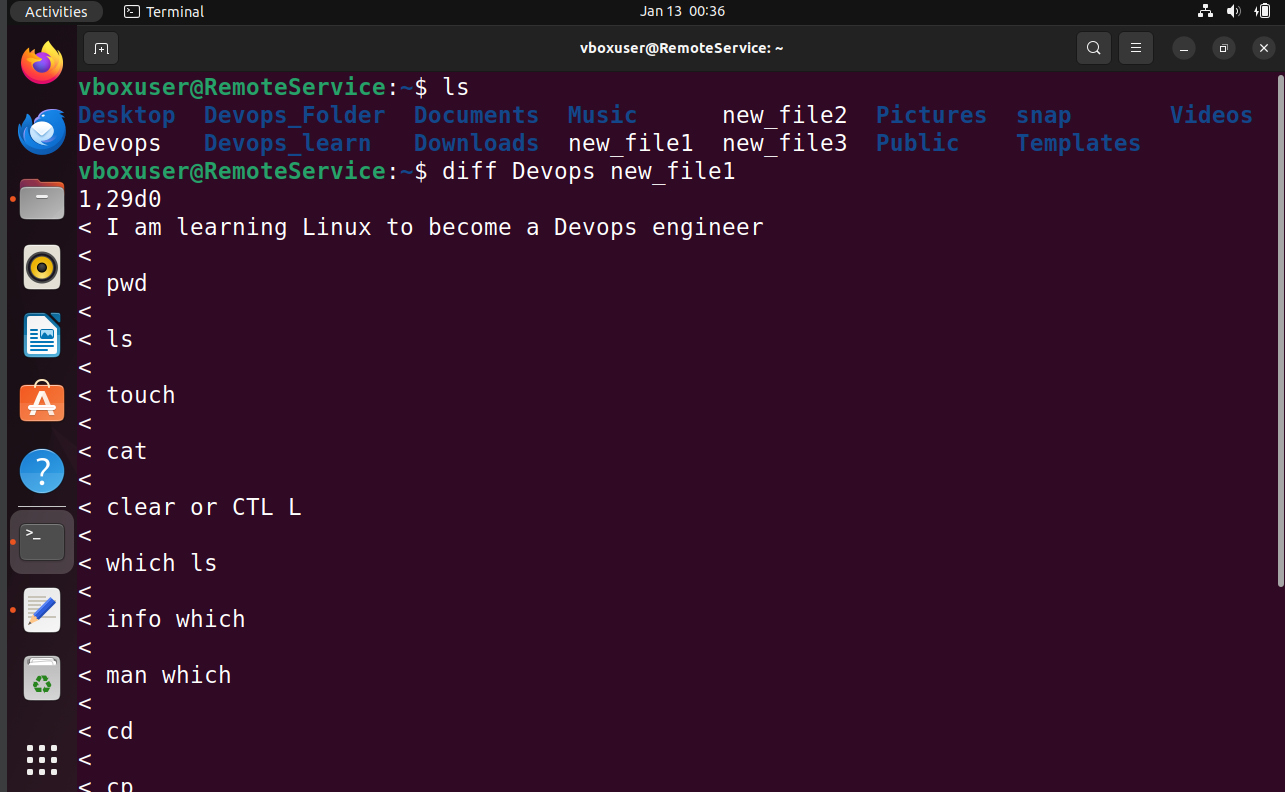 Activities Terminal Jan 13 00:36
vboxuser@RemoteService: ~
vboxuser@RemoteService:~$ ls
Desktop Devops_Folder Documents Music new_file2 Pictures snap Videos
Devops Devops_learn Downloads new_file1 new_file3 Public Templates
vboxuser@RemoteService:~$ diff Devops new_file1
1,29d0
< I am learning Linux to become a Devops engineer
<
< pwd
<
< ls
<
< touch
<
< cat
<
< clear or CTL L
<
< which ls
<
< info which
<
< man which
<
< cd
<
< cp